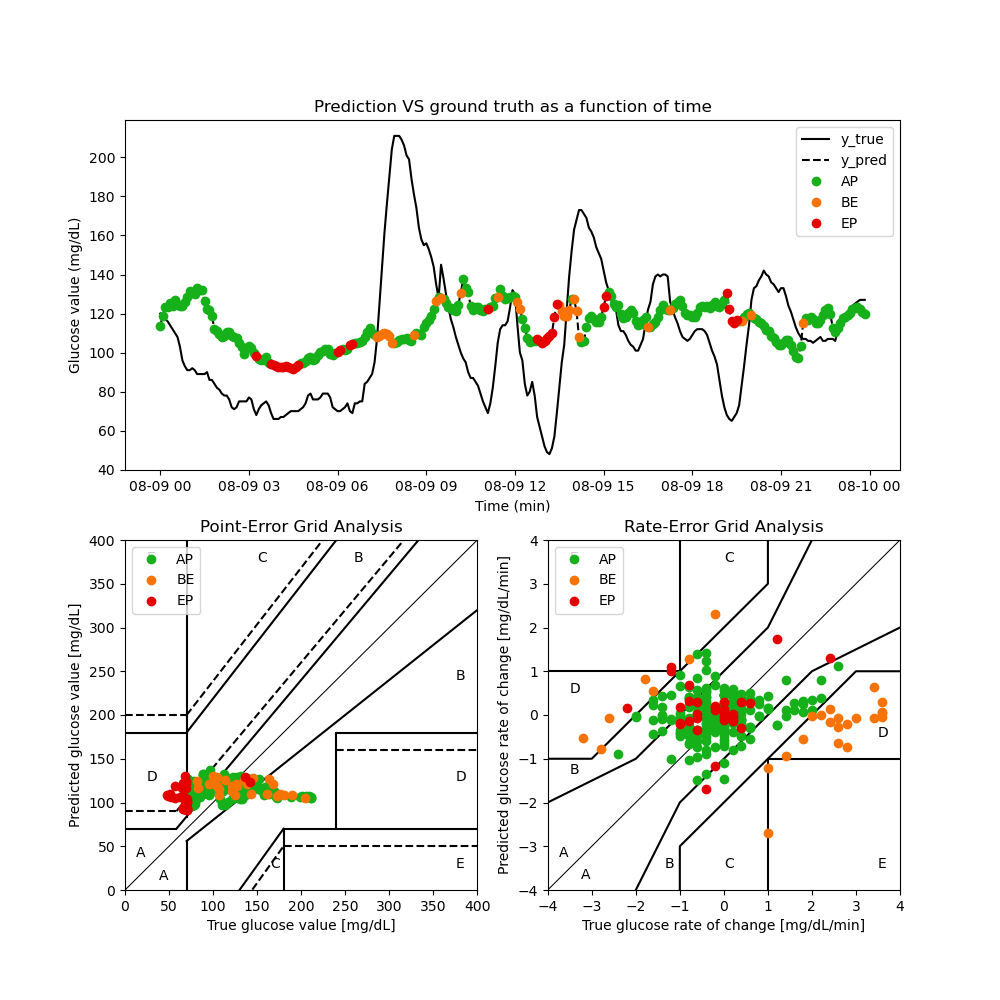 Prediction VS ground truth as a function of time
Glucose value (mg/dL)
200
180
160
140
120
100
80
60
40
y_true
y_pred
AP
BE
EP
08-09 00 08-09 03 08-09 06 08-09 09 08-09 12 08-09 15 08-09 18 08-09 21 08-10 00
Time (min)
Point-Error Grid Analysis
Predicted glucose value [mg/dL]
400
350
300
250
200
150
100
50
0
AP
BE
EP
C
B
B
D
D
A
A
C
E
0 50 100 150 200 250 300 350 400
True glucose value [mg/dL]
Rate-Error Grid Analysis
Predicted glucose rate of change [mg/dL/min]
4
3
2
1
0
−1
−2
−3
−4
AP
BE
EP
C
D
D
B
A
A
B
C
E
−4 −3 −2 −1 0 1 2 3 4
True glucose rate of change [mg/dL/min]